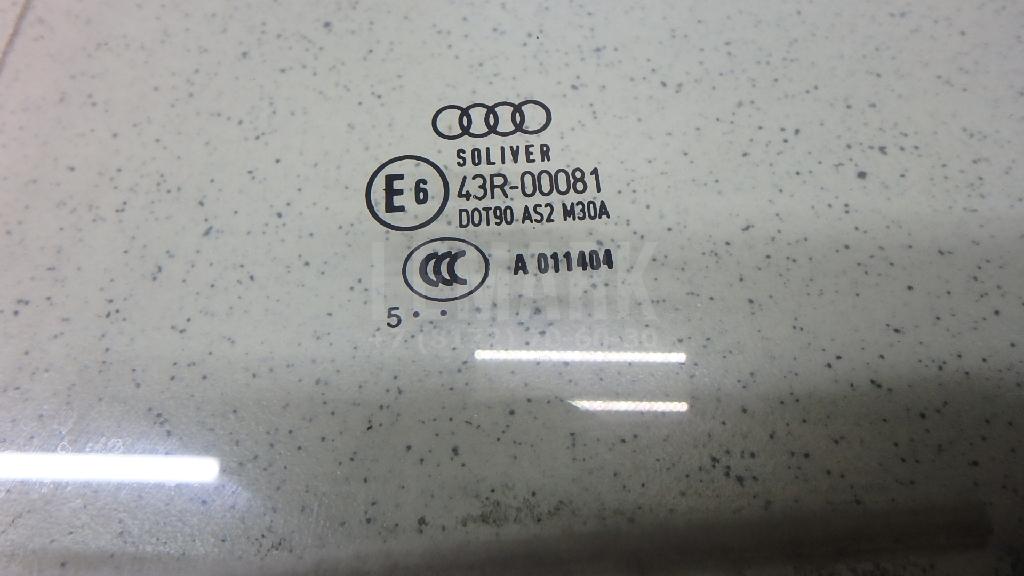 SOLIVER
E6 43R-00081
DOT90 AS2 M30A
CCC A 011404
5 · ·